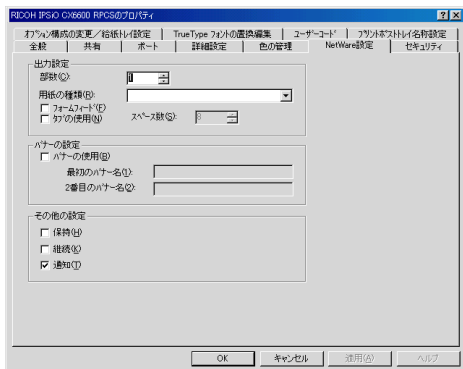 RICOH IPSiO CX6600 RPCSのプロパティ
オプション構成の変更／給紙トレイ設定 TrueType フォントの置換編集 ユーザーコード プリントポストトレイ名称設定
全般 共有 ポート 詳細設定 色の管理 NetWare設定 セキュリティ
出力設定
部数(C): 1
用紙の種類(R):
フォームフィード(F)
タブの使用(N) スペース数(S): 8
バナーの設定
バナーの使用(B)
最初のバナー名(1):
2番目のバナー名(2):
その他の設定
保持(H)
継続(K)
通知(T)
OK キャンセル 適用(A) ヘルプ